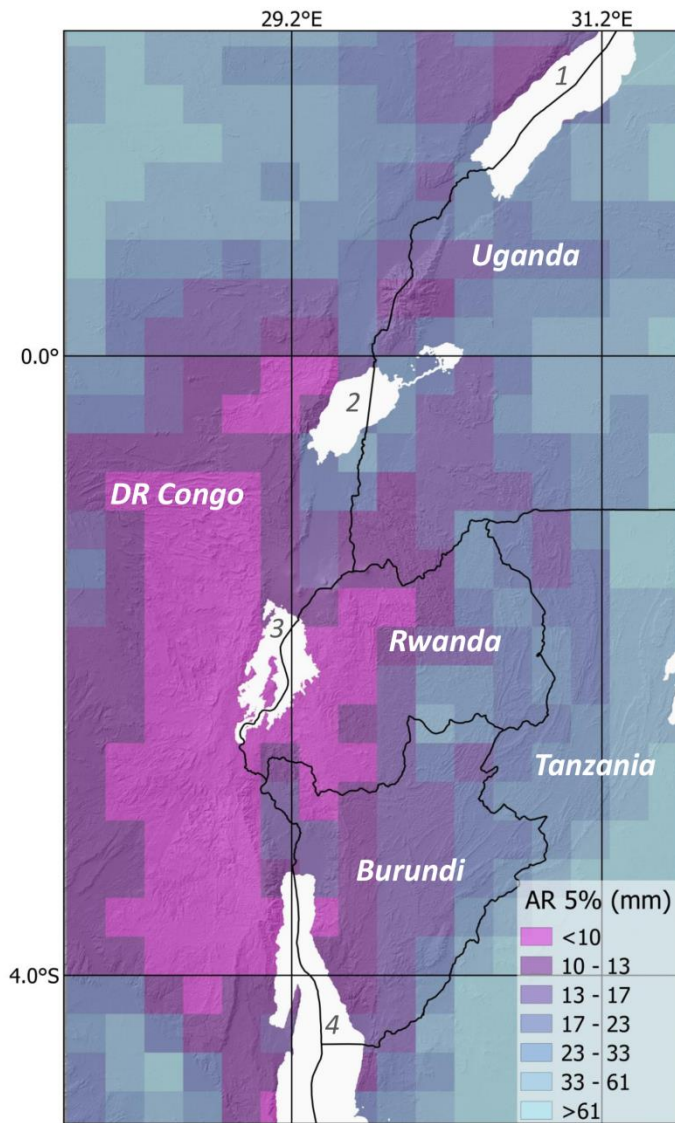 29.2°E 31.2°E
1
Uganda
0.0°
2
DR Congo
3
Rwanda
Tanzania
Burundi
AR 5% (mm)
<10
10 - 13
13 - 17
17 - 23
23 - 33
33 - 61
>61
4.0°S
4